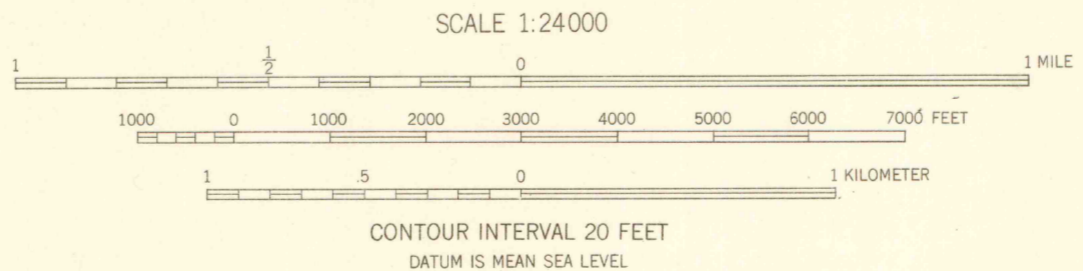 SCALE 1:24000
1 1/2 0 1 MILE
1000 0 1000 2000 3000 4000 5000 6000 7000 FEET
1 .5 0 1 KILOMETER
CONTOUR INTERVAL 20 FEET
DATUM IS MEAN SEA LEVEL